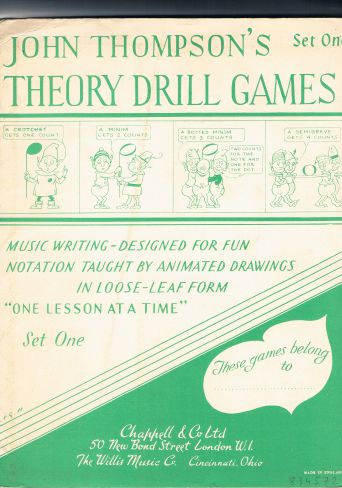 JOHN THOMPSON'S
Set One
THEORY DRILL GAMES
A CROTCHET
GETS ONE COUNT
A MINIM
GETS 2 COUNTS
A DOTTED MINIM
GETS 3 COUNTS
TWO COUNTS
FOR THE
NOTE AND
ONE FOR
THE DOT.
A SEMIBREVE
GETS 4 COUNTS
MUSIC WRITING-DESIGNED FOR FUN
NOTATION TAUGHT BY ANIMATED DRAWINGS
IN LOOSE-LEAF FORM
"ONE LESSON AT A TIME"
Set One
These games belong
to
Chappell & Co Ltd
50 New Bond Street London W.1.
The Willis Music Co. Cincinnati, Ohio
MADE IN ENGLAND
834572